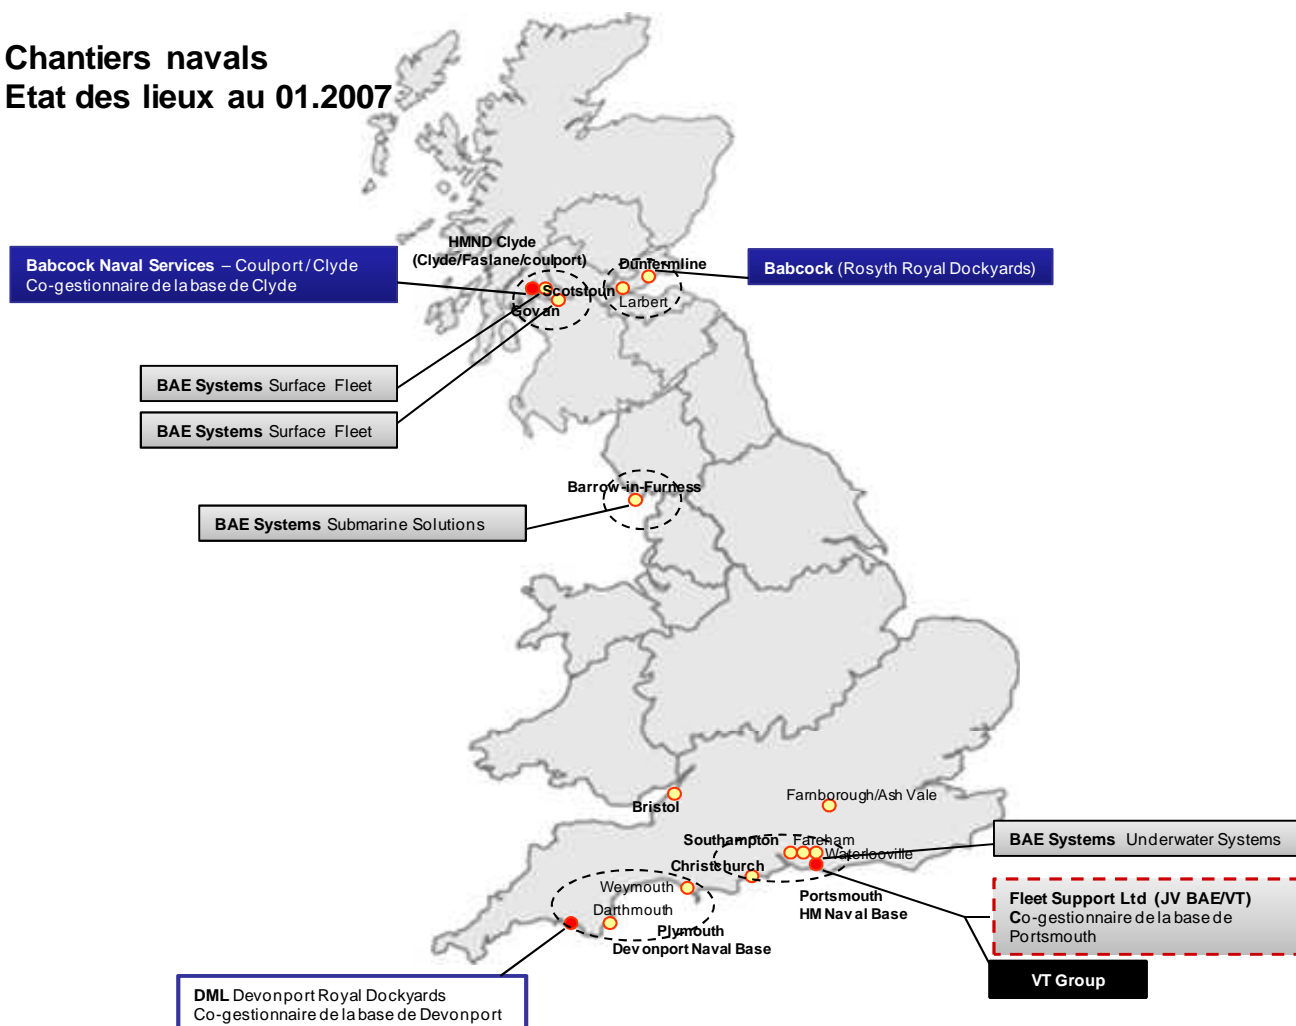 Chantiers navals
Etat des lieux au 01.2007
HMND Clyde
(Clyde/Faslane/coulport)
Dunfermline
Babcock Naval Services – Coulport / Clyde
Co-gestionnaire de la base de Clyde
Babcock (Rosyth Royal Dockyards)
Scotstoun
Larbert
Govan
BAE Systems Surface Fleet
BAE Systems Surface Fleet
Barrow-in-Furness
BAE Systems Submarine Solutions
Farnborough/Ash Vale
Bristol
Southampton
Fareham
BAE Systems Underwater Systems
Waterlooville
Christchurch
Weymouth
Portsmouth
HM Naval Base
Fleet Support Ltd (JV BAE/VT)
Co-gestionnaire de la base de
Portsmouth
Darthmouth
Plymouth
Devonport Naval Base
VT Group
DML Devonport Royal Dockyards
Co-gestionnaire de la base de Devonport